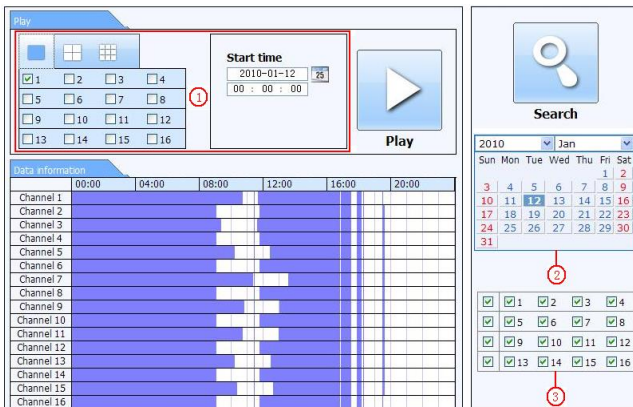 Play
1 2 3 4
5 6 7 8
9 10 11 12
13 14 15 16
1
Start time
2010-01-12 25
00 : 00 : 00
Play
Data information
00:00 04:00 08:00 12:00 16:00 20:00
Channel 1
Channel 2
Channel 3
Channel 4
Channel 5
Channel 6
Channel 7
Channel 8
Channel 9
Channel 10
Channel 11
Channel 12
Channel 13
Channel 14
Channel 15
Channel 16
Search
2010 Jan
Sun Mon Tue Wed Thu Fri Sat
1 2
3 4 5 6 7 8 9
10 11 12 13 14 15 16
17 18 19 20 21 22 23
24 25 26 27 28 29 30
31
2
1 2 3 4
5 6 7 8
9 10 11 12
13 14 15 16
3